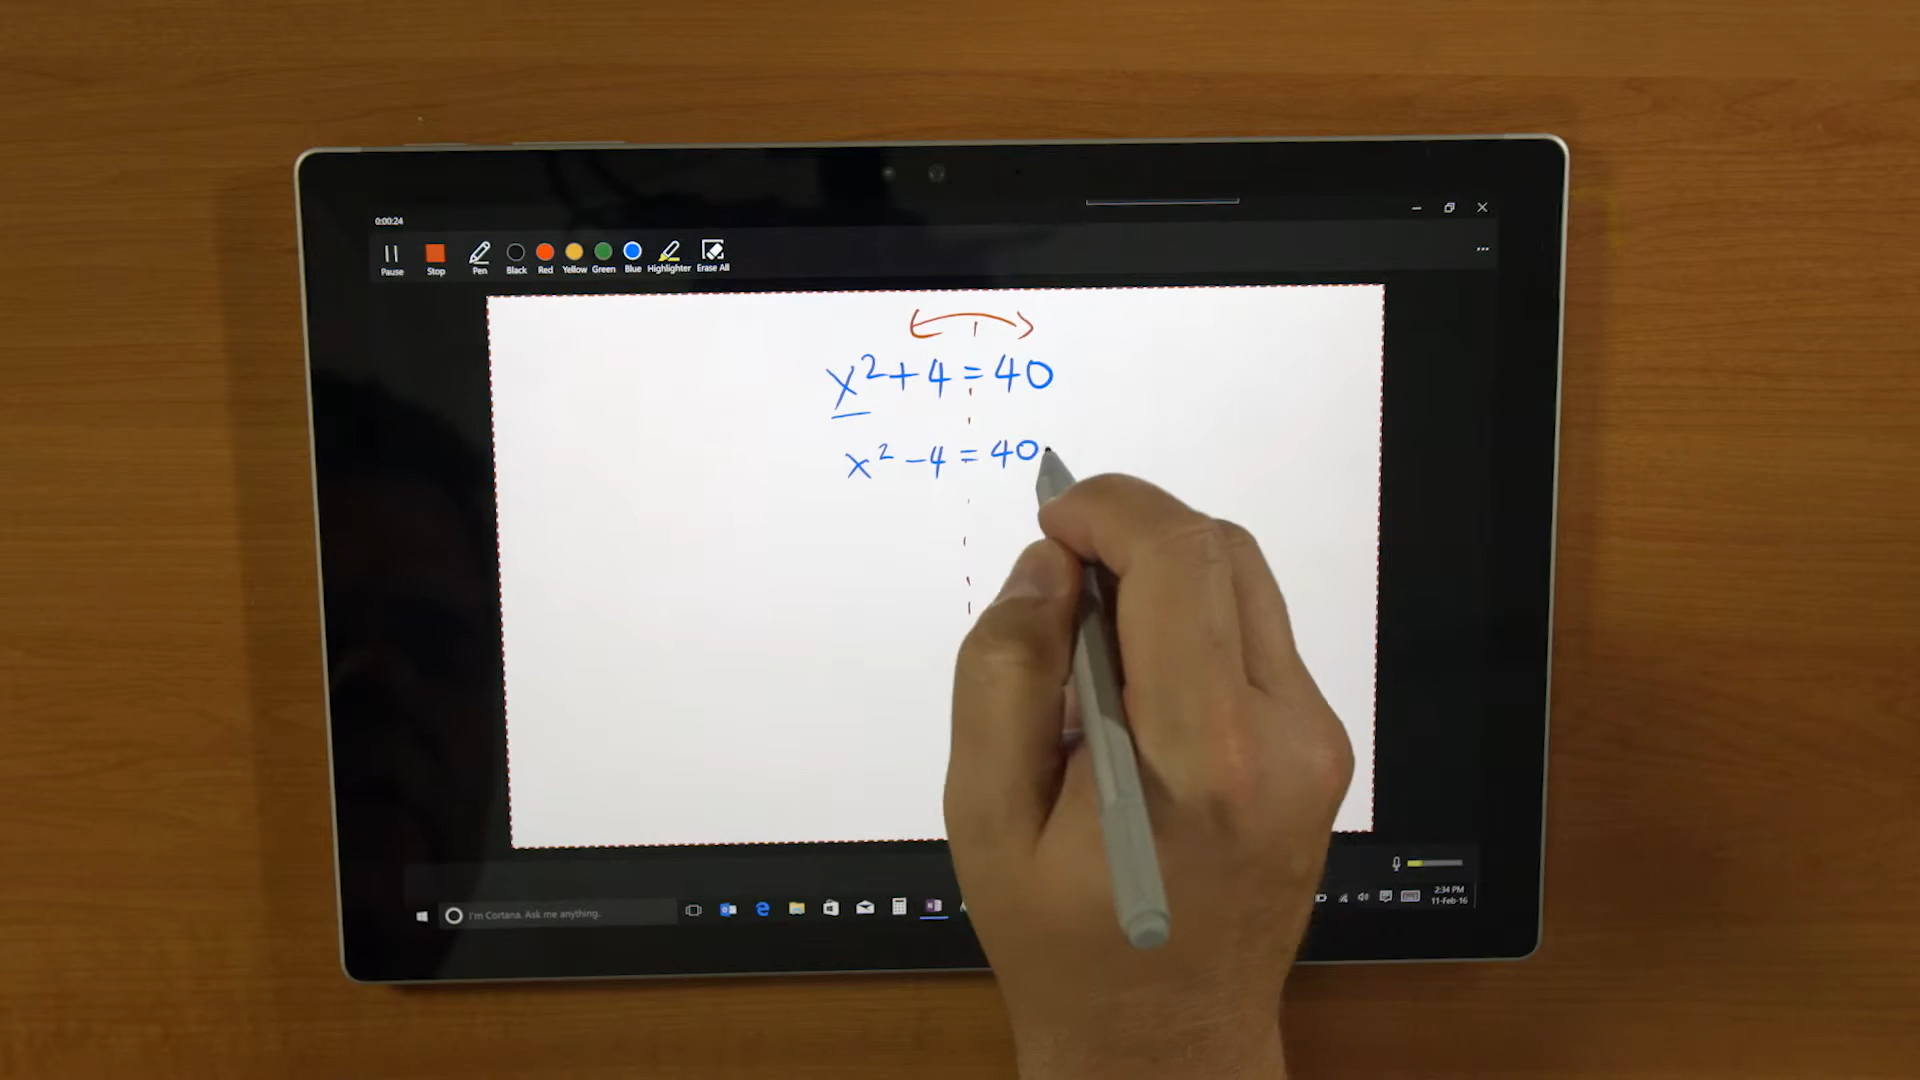 0:00:24
Pause Stop Pen Black Red Yellow Green Blue Highlighter Erase All
x²+4=40
x²-4=40
I'm Cortana. Ask me anything.
2:34 PM
11-Feb-16